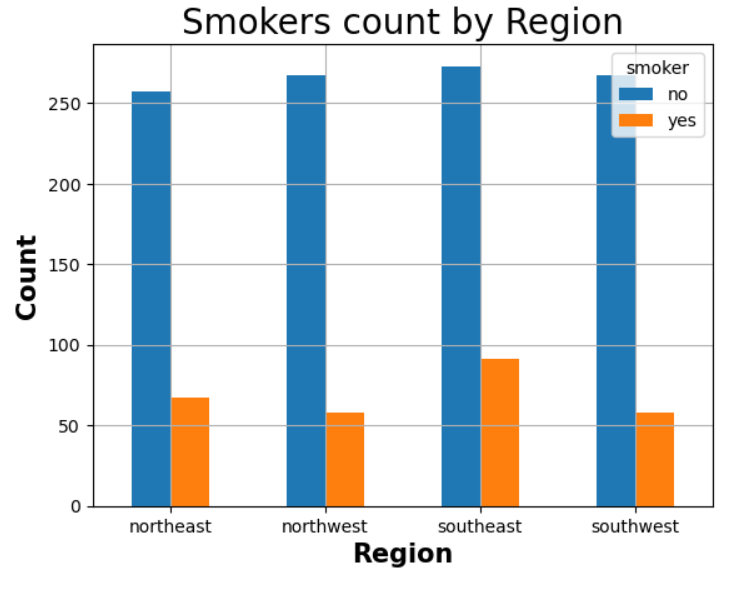 Smokers count by Region
smoker
no
yes
250
200
150
100
50
0
Count
northeast northwest southeast southwest
Region